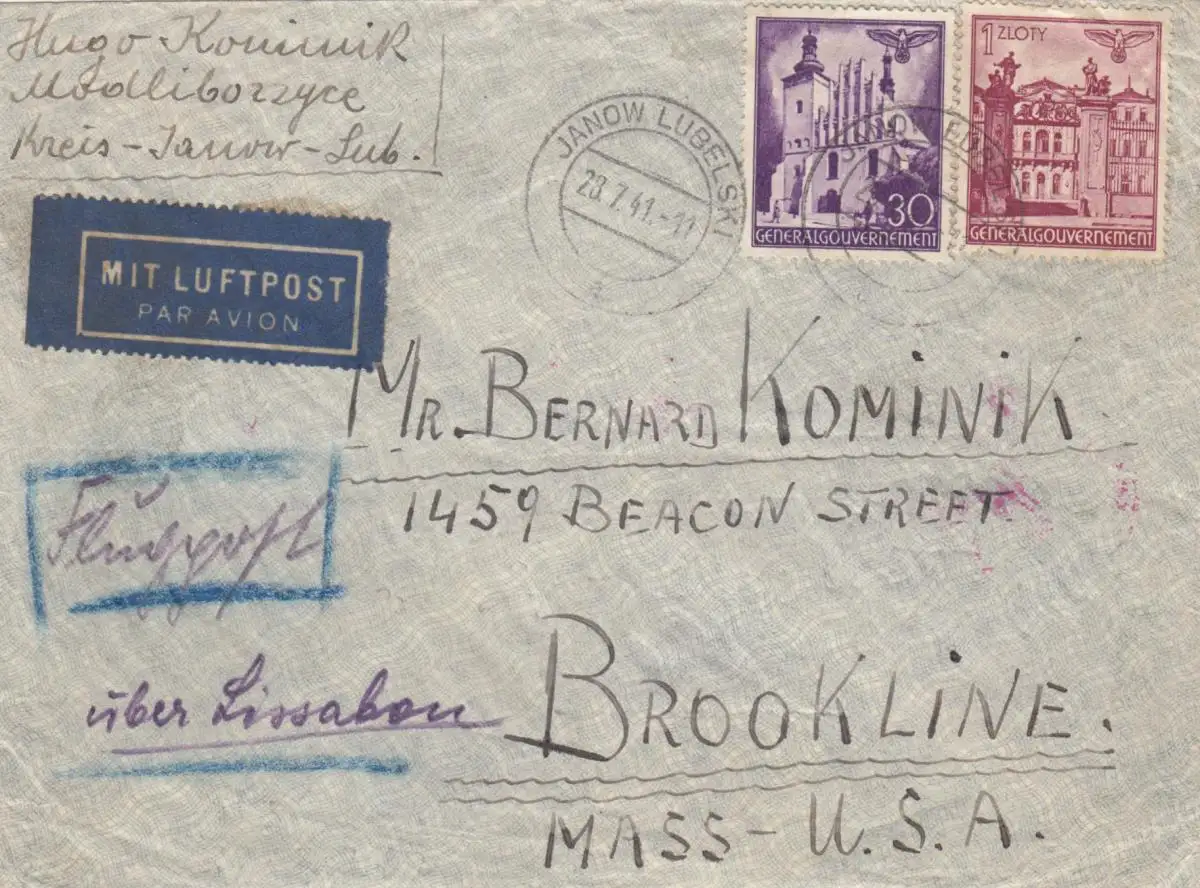 Hugo Kominik
Modliborzyce
Kreis-Janow-Lub.
JANOW LUBELSKI
28.7.41.-11
30
GENERALGOUVERNEMENT
1 ZLOTY
GENERALGOUVERNEMENT
MIT LUFTPOST
PAR AVION
MR. BERNARD KOMINIK
1459 BEACON STREET
Flugpost
über Lissabon
BROOKLINE.
MASS-U.S.A.